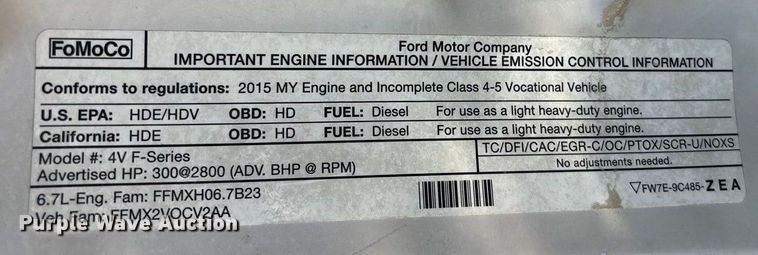 FoMoCo
Ford Motor Company
IMPORTANT ENGINE INFORMATION / VEHICLE EMISSION CONTROL INFORMATION
Conforms to regulations: 2015 MY Engine and Incomplete Class 4-5 Vocational Vehicle
U.S. EPA: HDE/HDV OBD: HD FUEL: Diesel For use as a light heavy-duty engine.
California: HDE OBD: HD FUEL: Diesel For use as a light heavy-duty engine.
Model #: 4V F-Series
Advertised HP: 300@2800 (ADV. BHP @ RPM)
TC/DFI/CAC/EGR-C/OC/PTOX/SCR-U/NOXS
No adjustments needed.
6.7L-Eng. Fam: FFMXH06.7B23
Veh Fam: FFMX2VOCV2AA
▽FW7E-9C485-ZEA
Purple Wave Auction